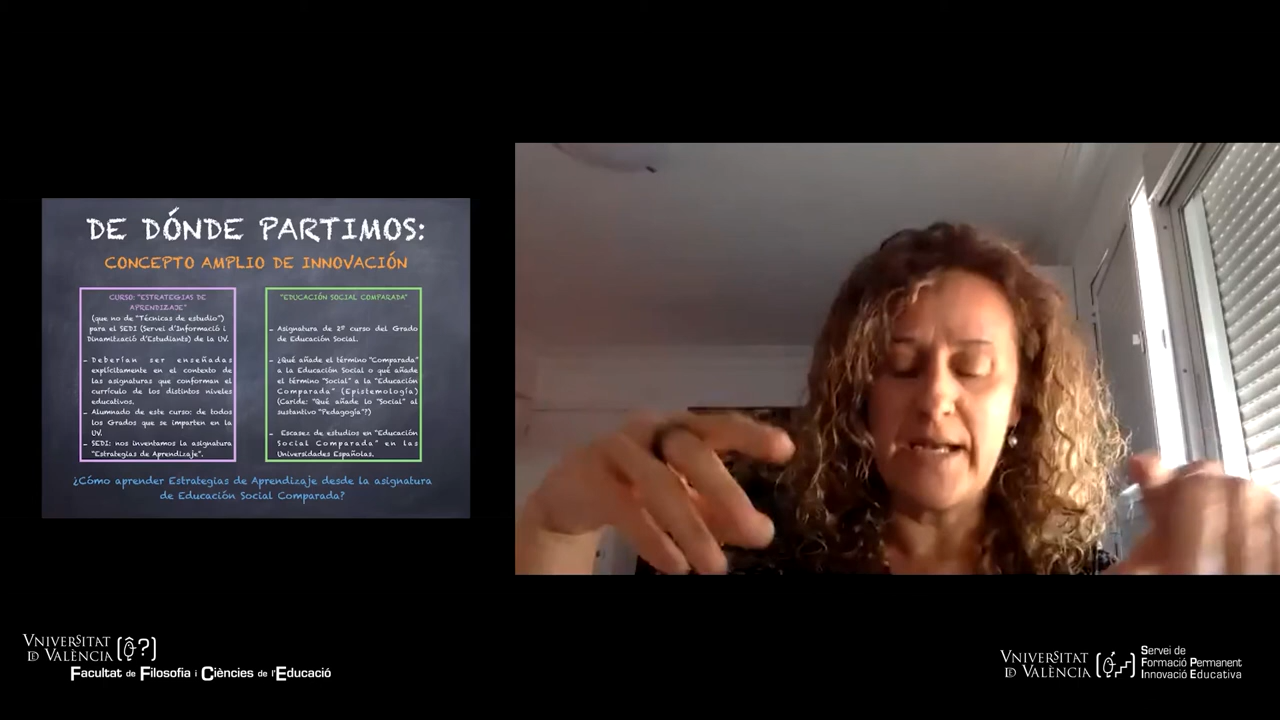 DE DÓNDE PARTIMOS:
CONCEPTO AMPLIO DE INNOVACIÓN
CURSO: "ESTRATEGIAS DE
APRENDIZAJE"
(que no de "Técnicas de estudio")
para el SEDI (Servei d'Informació i
Dinamització d'Estudiants) de la UV.
- Deberían ser enseñadas
explícitamente en el contexto de
las asignaturas que conforman el
currículo de los distintos niveles
educativos.
- Alumnado de este curso: de todos
los Grados que se imparten en la
UV.
- SEDI: nos inventamos la asignatura
"Estrategias de Aprendizaje".
"EDUCACIÓN SOCIAL COMPARADA"
- Asignatura de 2º curso del Grado
de Educación Social.
- ¿Qué añade el término "Comparada"
a la Educación Social o qué añade
el término "Social" a la "Educación
Comparada" (Epistemología)
(Caride: "Qué añade lo "Social" al
sustantivo "Pedagogía"?)
- Escasez de estudios en "Educación
Social Comparada" en las
Universidades Españolas.
¿Cómo aprender Estrategias de Aprendizaje desde la asignatura
de Educación Social Comparada?
VNIVERSITAT
ID VALÈNCIA
Facultat de Filosofia i Ciències de l'Educació
VNIVERSITAT
ID VALÈNCIA
Servei de
Formació Permanent
Innovació Educativa